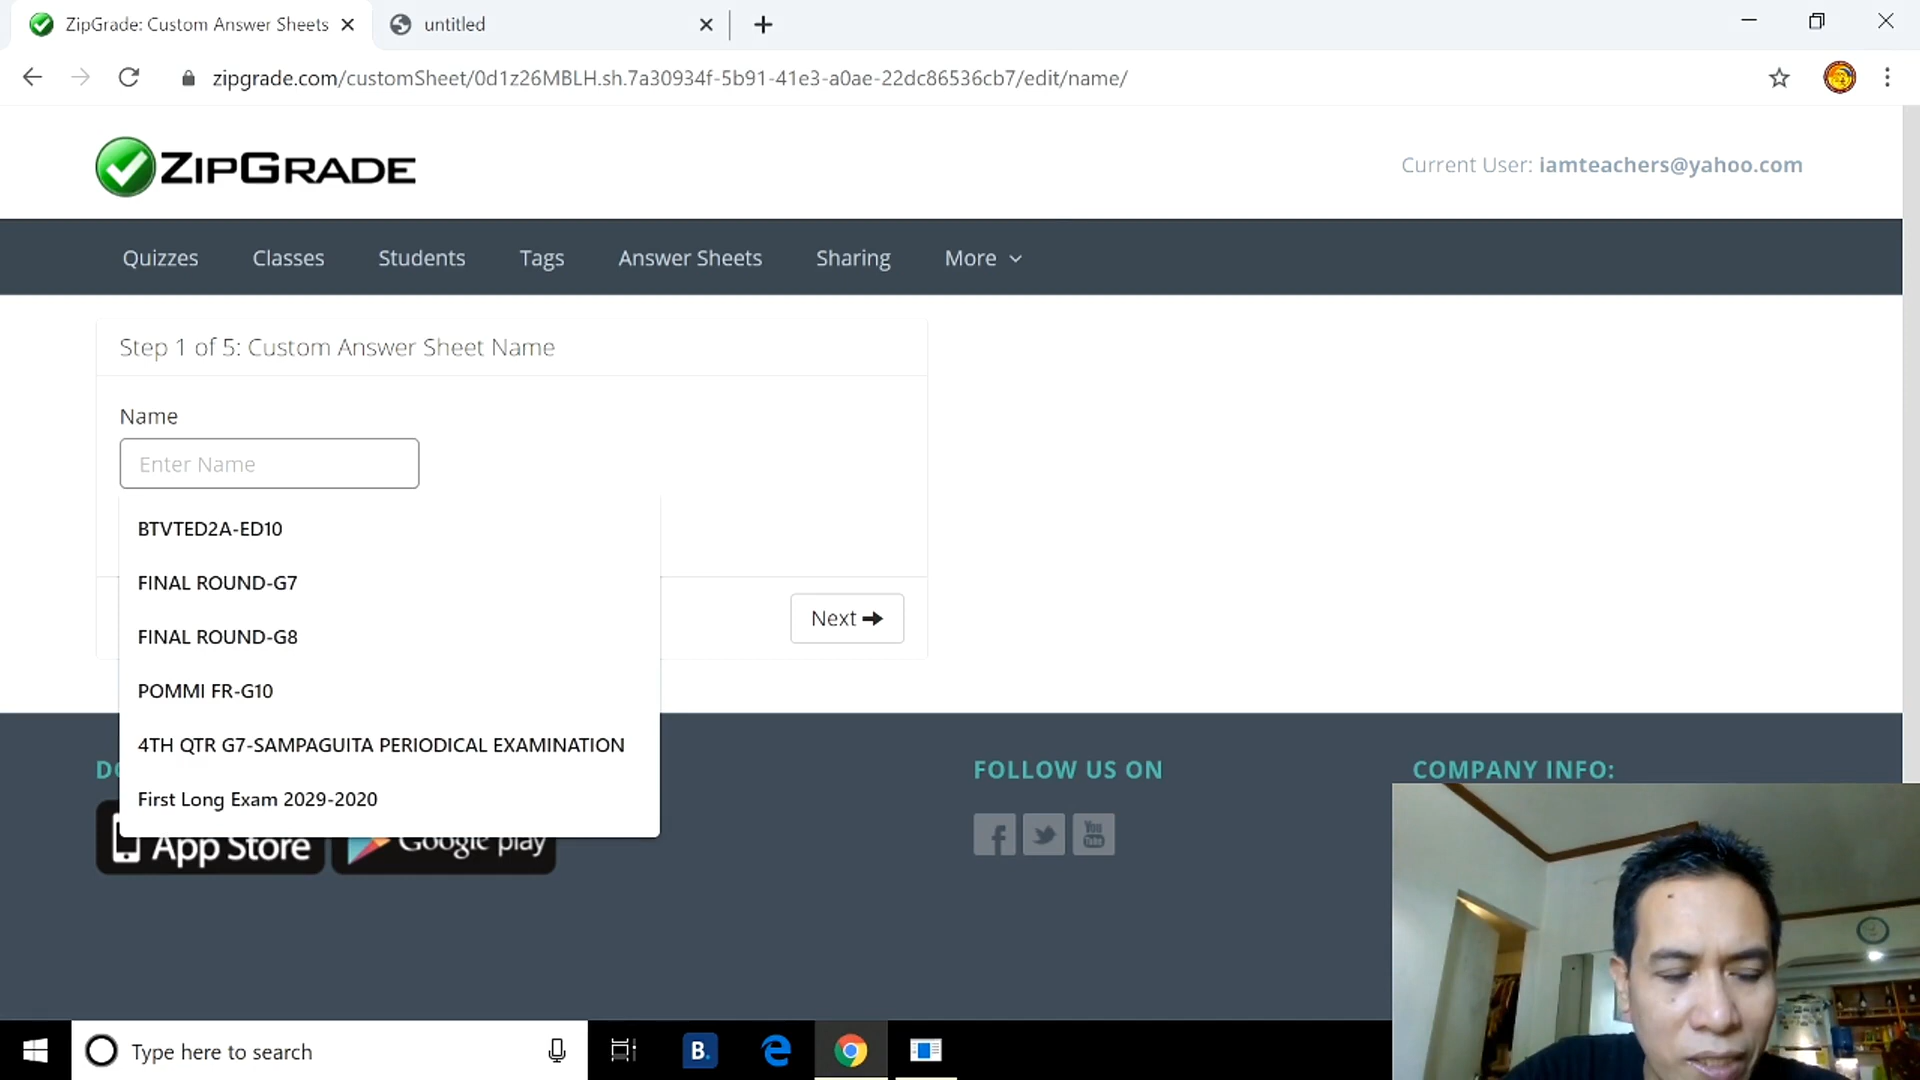 ZipGrade: Custom Answer Sheets
untitled
zipgrade.com/customSheet/0d1z26MBLH.sh.7a30934f-5b91-41e3-a0ae-22dc86536cb7/edit/name/
ZIPGRADE
Current User: iamteachers@yahoo.com
Quizzes Classes Students Tags Answer Sheets Sharing More
Step 1 of 5: Custom Answer Sheet Name
Name
Enter Name
BTVTED2A-ED10
FINAL ROUND-G7
FINAL ROUND-G8
POMMI FR-G10
4TH QTR G7-SAMPAGUITA PERIODICAL EXAMINATION
First Long Exam 2029-2020
Next
FOLLOW US ON
COMPANY INFO:
App Store
Google play
You Tube
Type here to search
B.